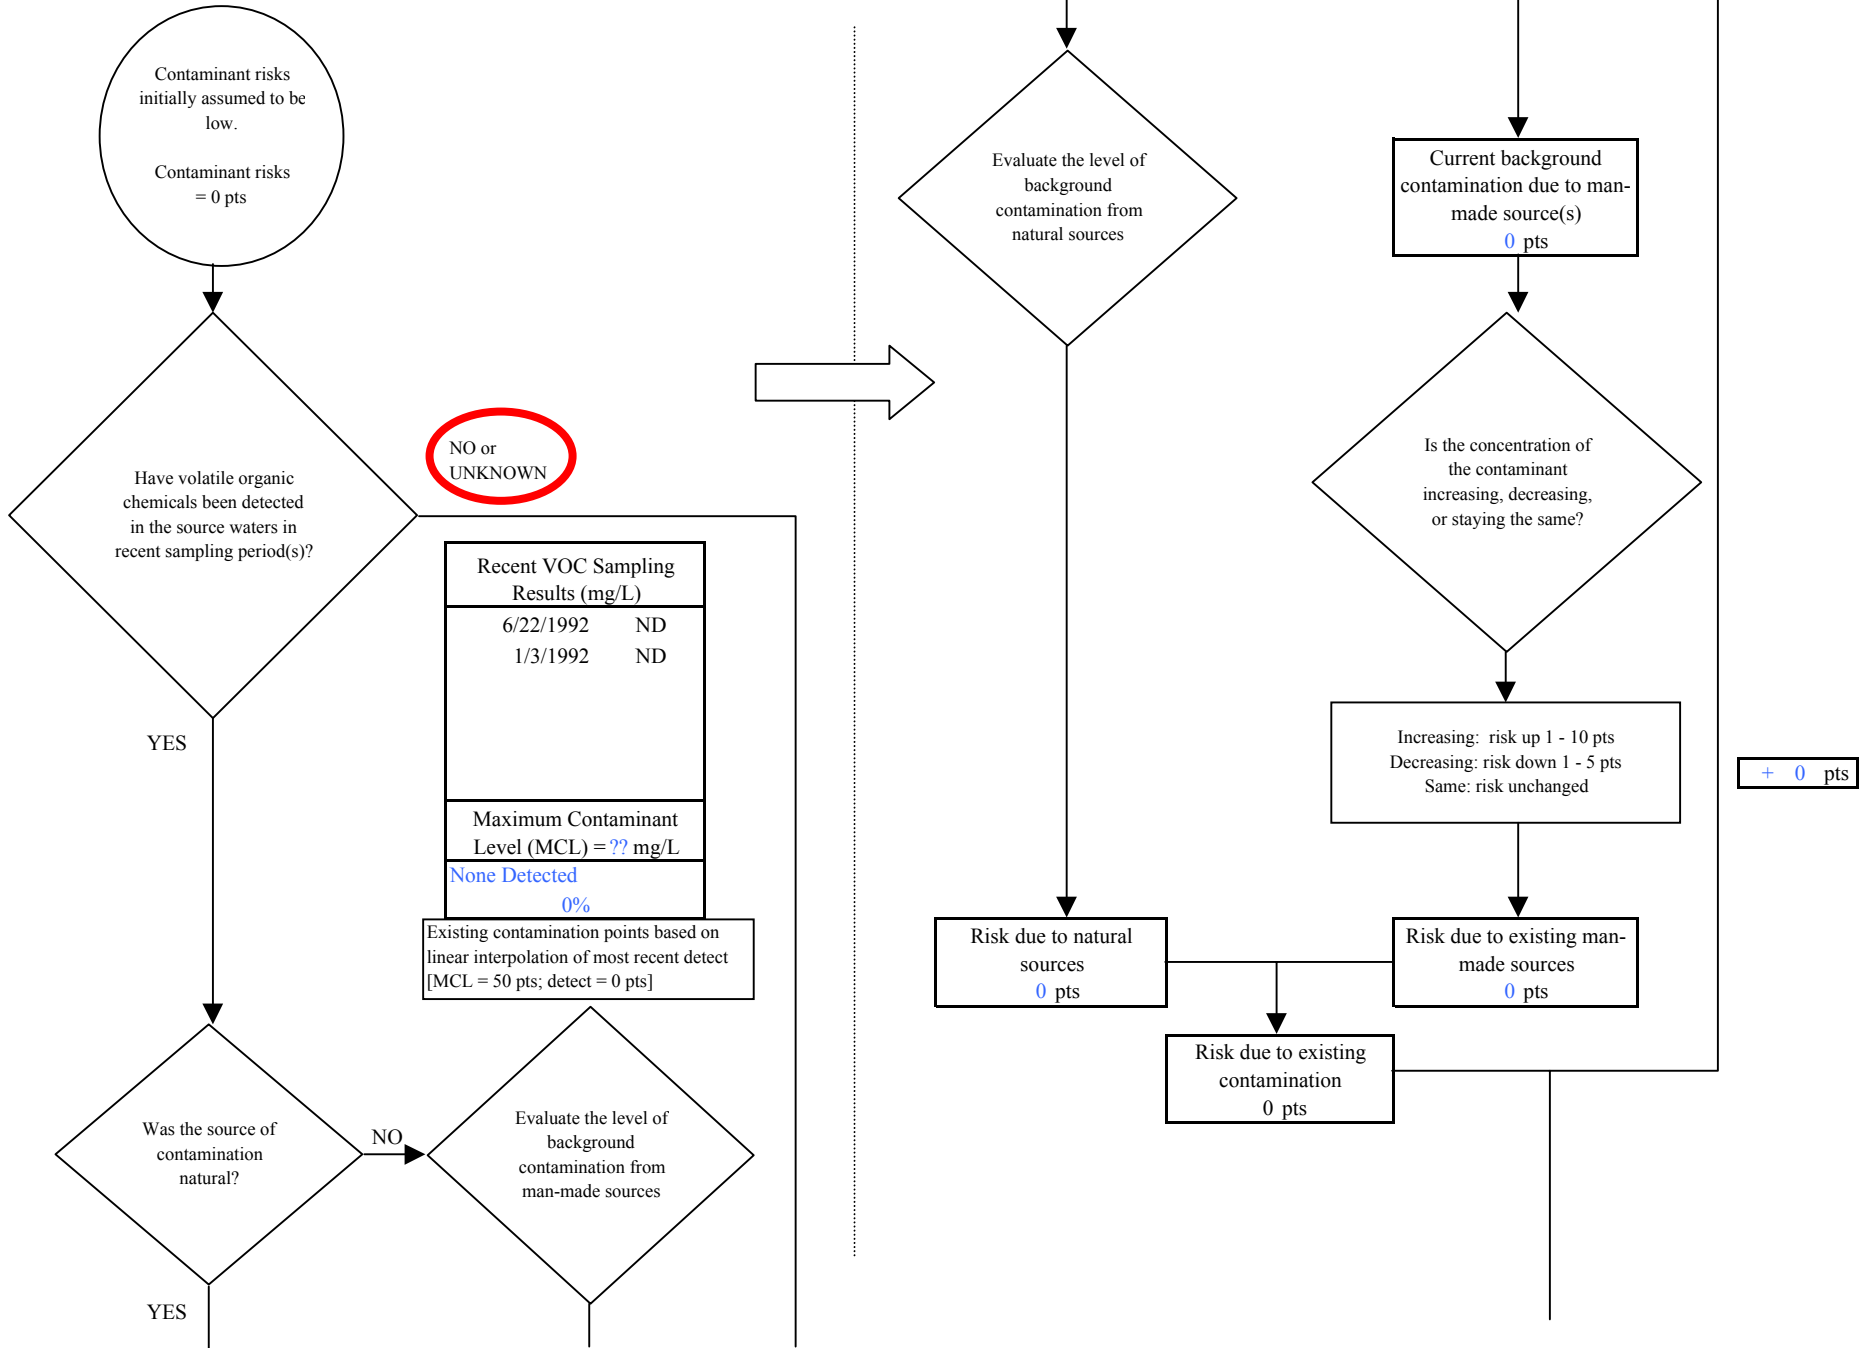 Contaminant risks
initially assumed to be
low.
Contaminant risks
= 0 pts
Have volatile organic
chemicals been detected
in the source waters in
recent sampling period(s)?
NO or
UNKNOWN
YES
Recent VOC Sampling
Results (mg/L)
6/22/1992 ND
1/3/1992 ND
Maximum Contaminant
Level (MCL) = ?? mg/L
None Detected
0%
Existing contamination points based on
linear interpolation of most recent detect
[MCL = 50 pts; detect = 0 pts]
Was the source of
contamination
natural?
NO
YES
Evaluate the level of
background
contamination from
man-made sources
Evaluate the level of
background
contamination from
natural sources
Current background
contamination due to man-
made source(s)
0 pts
Is the concentration of
the contaminant
increasing, decreasing,
or staying the same?
Increasing: risk up 1 - 10 pts
Decreasing: risk down 1 - 5 pts
Same: risk unchanged
+ 0 pts
Risk due to natural
sources
0 pts
Risk due to existing man-
made sources
0 pts
Risk due to existing
contamination
0 pts